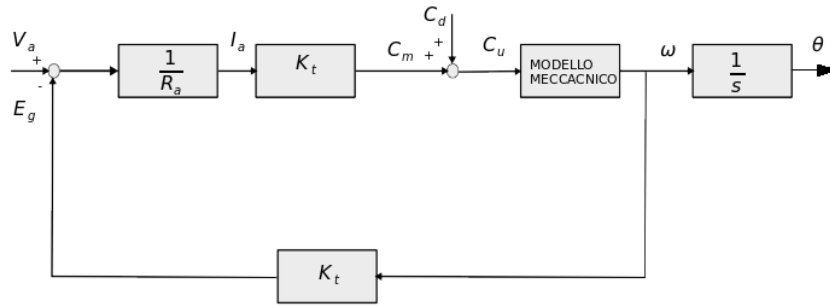 V_a
+
-
E_g
1
R_a
I_a
K_t
C_m
C_d
+
+
+
C_u
MODELLO
MECCACNICO
ω
1
s
θ
K_t